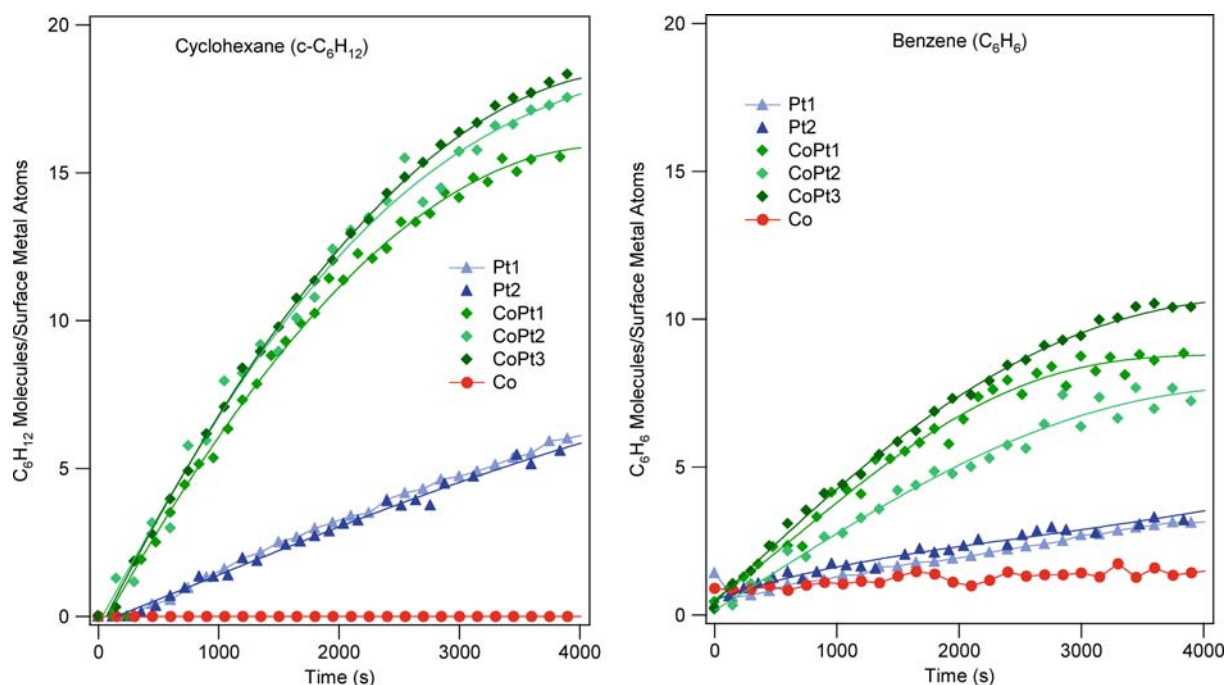 Cyclohexane (c-C₆H₁₂)
C₆H₁₂ Molecules/Surface Metal Atoms
20
15
10
5
0
Pt1
Pt2
CoPt1
CoPt2
CoPt3
Co
0 1000 2000 3000 4000
Time (s)
Benzene (C₆H₆)
C₆H₆ Molecules/Surface Metal Atoms
20
15
10
5
0
Pt1
Pt2
CoPt1
CoPt2
CoPt3
Co
0 1000 2000 3000 4000
Time (s)